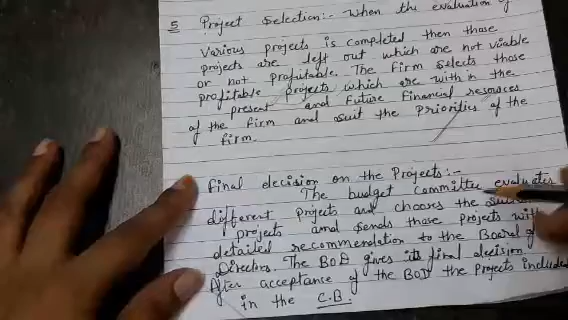 5 Project Selection:- When the evaluation of
various projects is completed then those
projects are left out which are not viable
or not profitable. The firm selects those
profitable projects which are within the
present and future financial resources
of the firm and suit the priorities of the
firm.
final decision on the Projects:-
The budget committee evaluates
different projects and chooses the
projects and sends those projects with
detailed recommendation to the Board of
Directors. The BOD gives its final decision
After acceptance of the BOD the projects included
in the C.B.